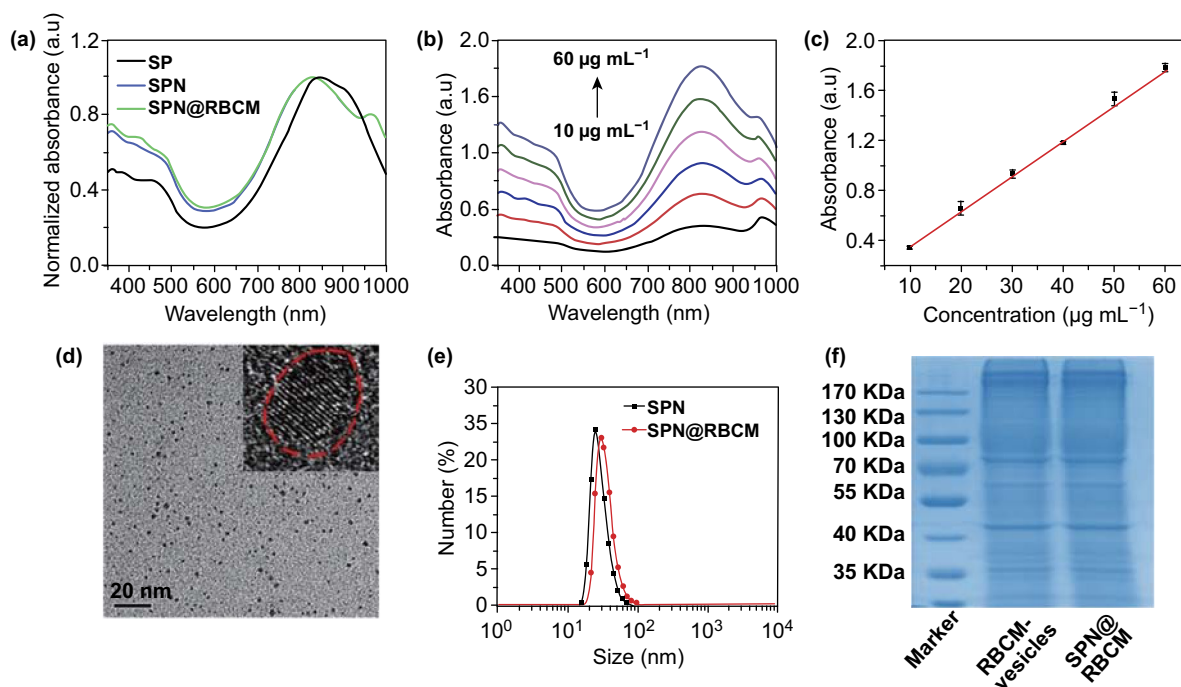 (a)
Normalized absorbance (a.u)
1.2
0.8
0.4
0.0
SP
SPN
SPN@RBCM
400 500 600 700 800 900 1000
Wavelength (nm)
(b)
Absorbance (a.u)
2.0
1.6
1.0
0.6
0.0
60 µg mL⁻¹
10 µg mL⁻¹
400 500 600 700 800 900 1000
Wavelength (nm)
(c)
Absorbance (a.u)
2.0
1.6
1.2
0.8
0.4
10 20 30 40 50 60
Concentration (µg mL⁻¹)
(d)
20 nm
(e)
Number (%)
30
25
20
25
10
5
0
SPN
SPN@RBCM
10⁰ 10¹ 10² 10³ 10⁴
Size (nm)
(f)
170 KDa
130 KDa
100 KDa
70 KDa
55 KDa
40 KDa
35 KDa
Marker
RBCM-
vesicles
SPN@
RBCM